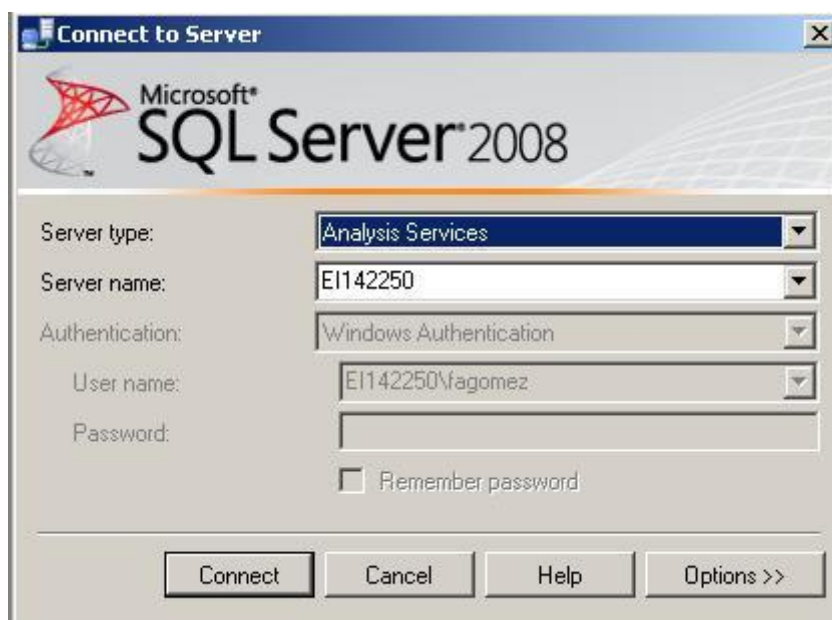 Connect to Server
Microsoft®
SQL Server® 2008
Server type: Analysis Services
Server name: EI142250
Authentication: Windows Authentication
User name: EI142250\fagomez
Password:
Remember password
Connect Cancel Help Options >>